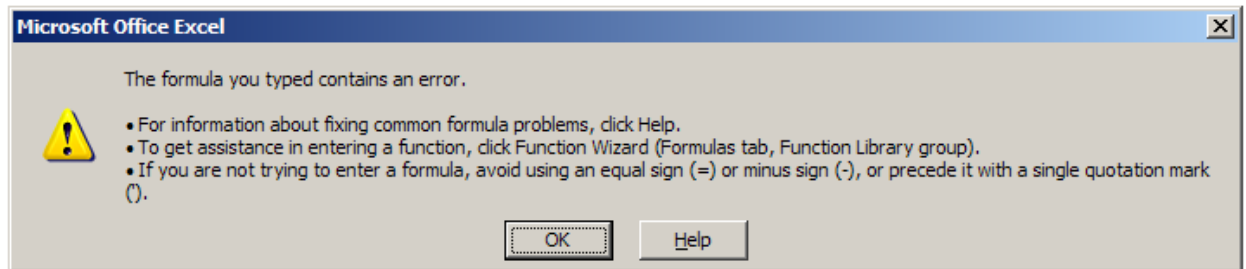 Microsoft Office Excel
The formula you typed contains an error.
• For information about fixing common formula problems, click Help.
• To get assistance in entering a function, click Function Wizard (Formulas tab, Function Library group).
• If you are not trying to enter a formula, avoid using an equal sign (=) or minus sign (-), or precede it with a single quotation mark
(').
OK Help